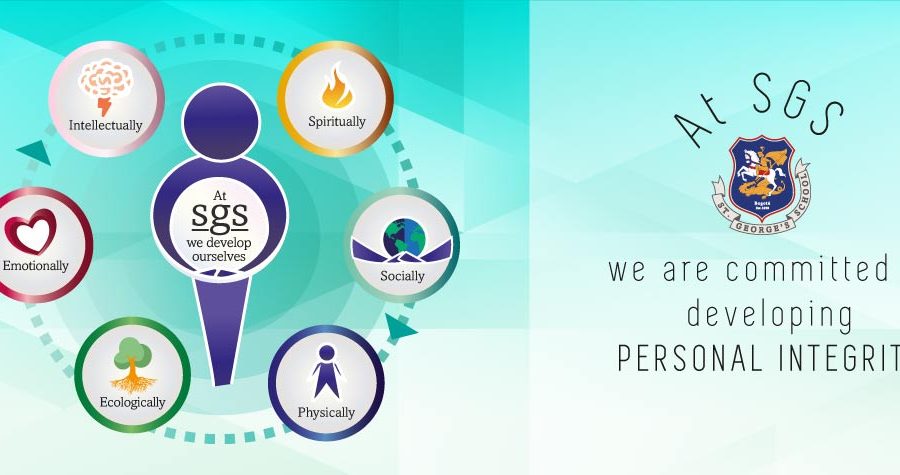 Intellectually
Spiritually
At
sgs
we develop
ourselves
Emotionally
Socially
Ecologically
Physically
At SGS
Bogotá
ST. GEORGE'S SCHOOL
we are committed
developing
PERSONAL INTEGRIT